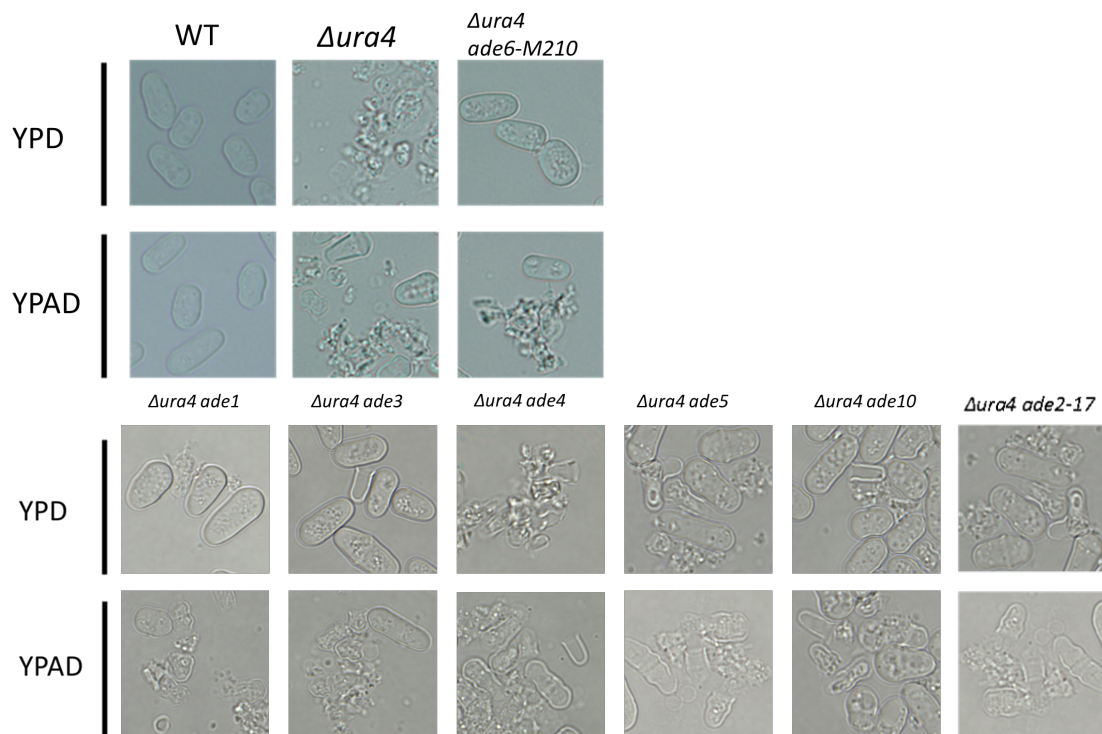 WT
Δura4
Δura4
ade6-M210
YPD
YPAD
Δura4 ade1
Δura4 ade3
Δura4 ade4
Δura4 ade5
Δura4 ade10
Δura4 ade2-17
YPD
YPAD